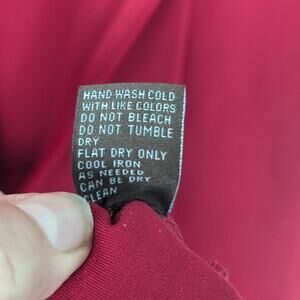 HAND WASH COLD
WITH LIKE COLORS
DO NOT BLEACH
DO NOT TUMBLE
DRY
FLAT DRY ONLY
COOL IRON
AS NEEDED
CAN BE DRY
CLEAN